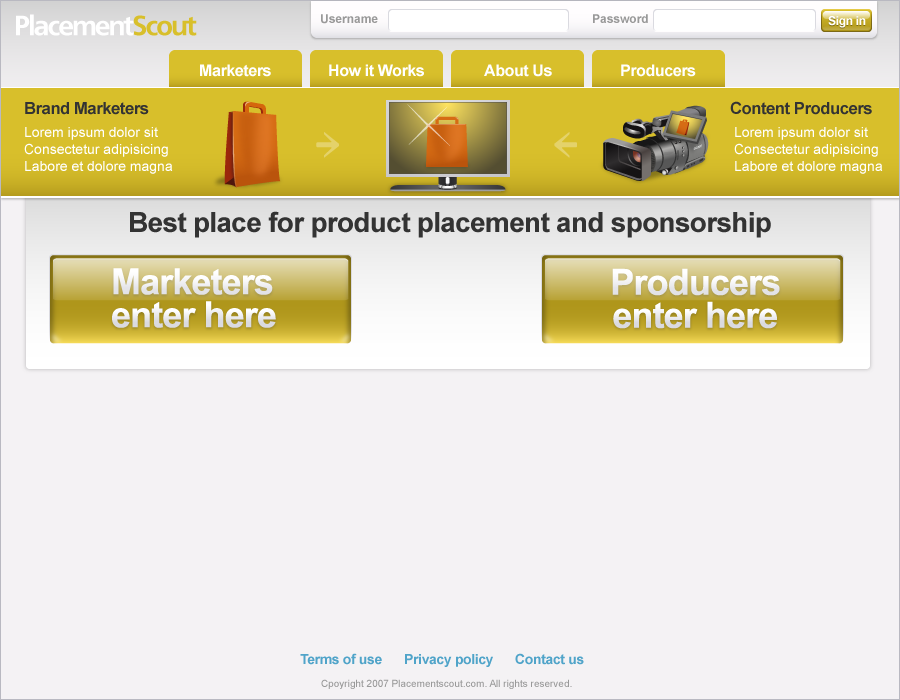 PlacementScout
Username
Password
Sign in
Marketers
How it Works
About Us
Producers
Brand Marketers
Lorem ipsum dolor sit
Consectetur adipisicing
Labore et dolore magna
Content Producers
Lorem ipsum dolor sit
Consectetur adipisicing
Labore et dolore magna
Best place for product placement and sponsorship
Marketers
enter here
Producers
enter here
Terms of use
Privacy policy
Contact us
Cpoyright 2007 Placementscout.com. All rights reserved.